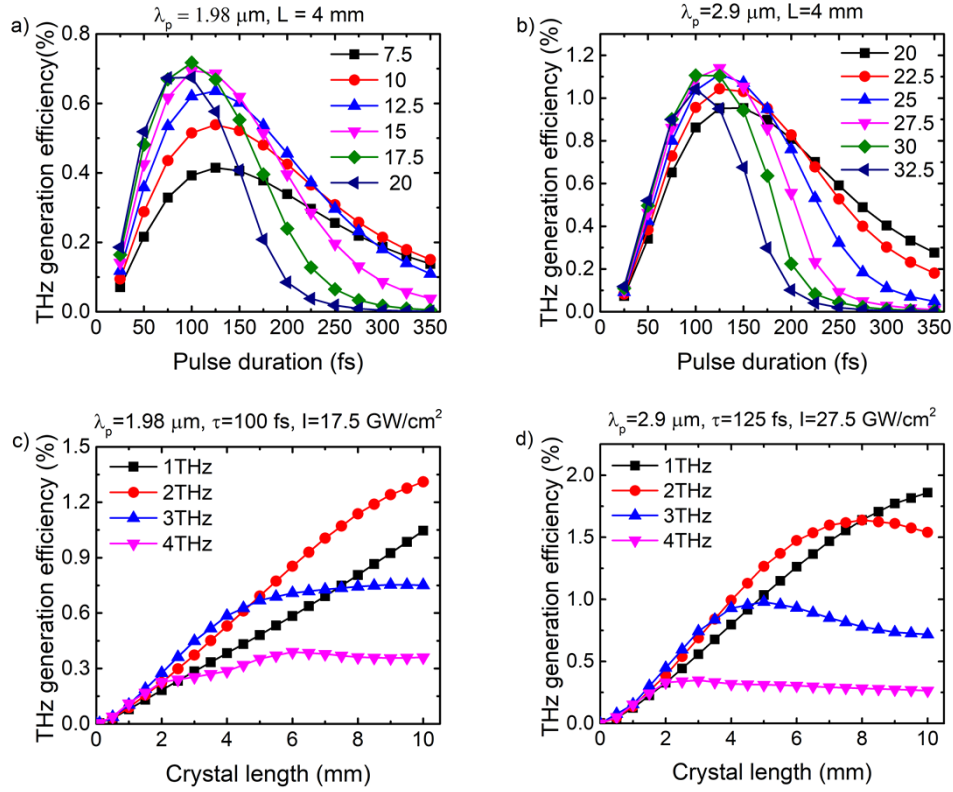 a)
λp = 1.98 μm, L = 4 mm
THz generation efficiency(%)
0.8
0.6
0.4
0.2
0.0
7.5
10
12.5
15
17.5
20
0 50 100 150 200 250 300 350
Pulse duration (fs)
b)
λp=2.9 μm, L=4 mm
THz generation efficiency (%)
1.2
1.0
0.8
0.6
0.4
0.2
0.0
20
22.5
25
27.5
30
32.5
0 50 100 150 200 250 300 350
Pulse duration (fs)
c)
λp=1.98 μm, τ=100 fs, I=17.5 GW/cm²
THz generation efficiency (%)
1.5
1.2
0.9
0.6
0.3
0.0
1THz
2THz
3THz
4THz
0 2 4 6 8 10
Crystal length (mm)
d)
λp=2.9 μm, τ=125 fs, I=27.5 GW/cm²
THz generation efficiency (%)
2.0
1.5
1.0
0.5
0.0
1THz
2THz
3THz
4THz
0 2 4 6 8 10
Crystal length (mm)